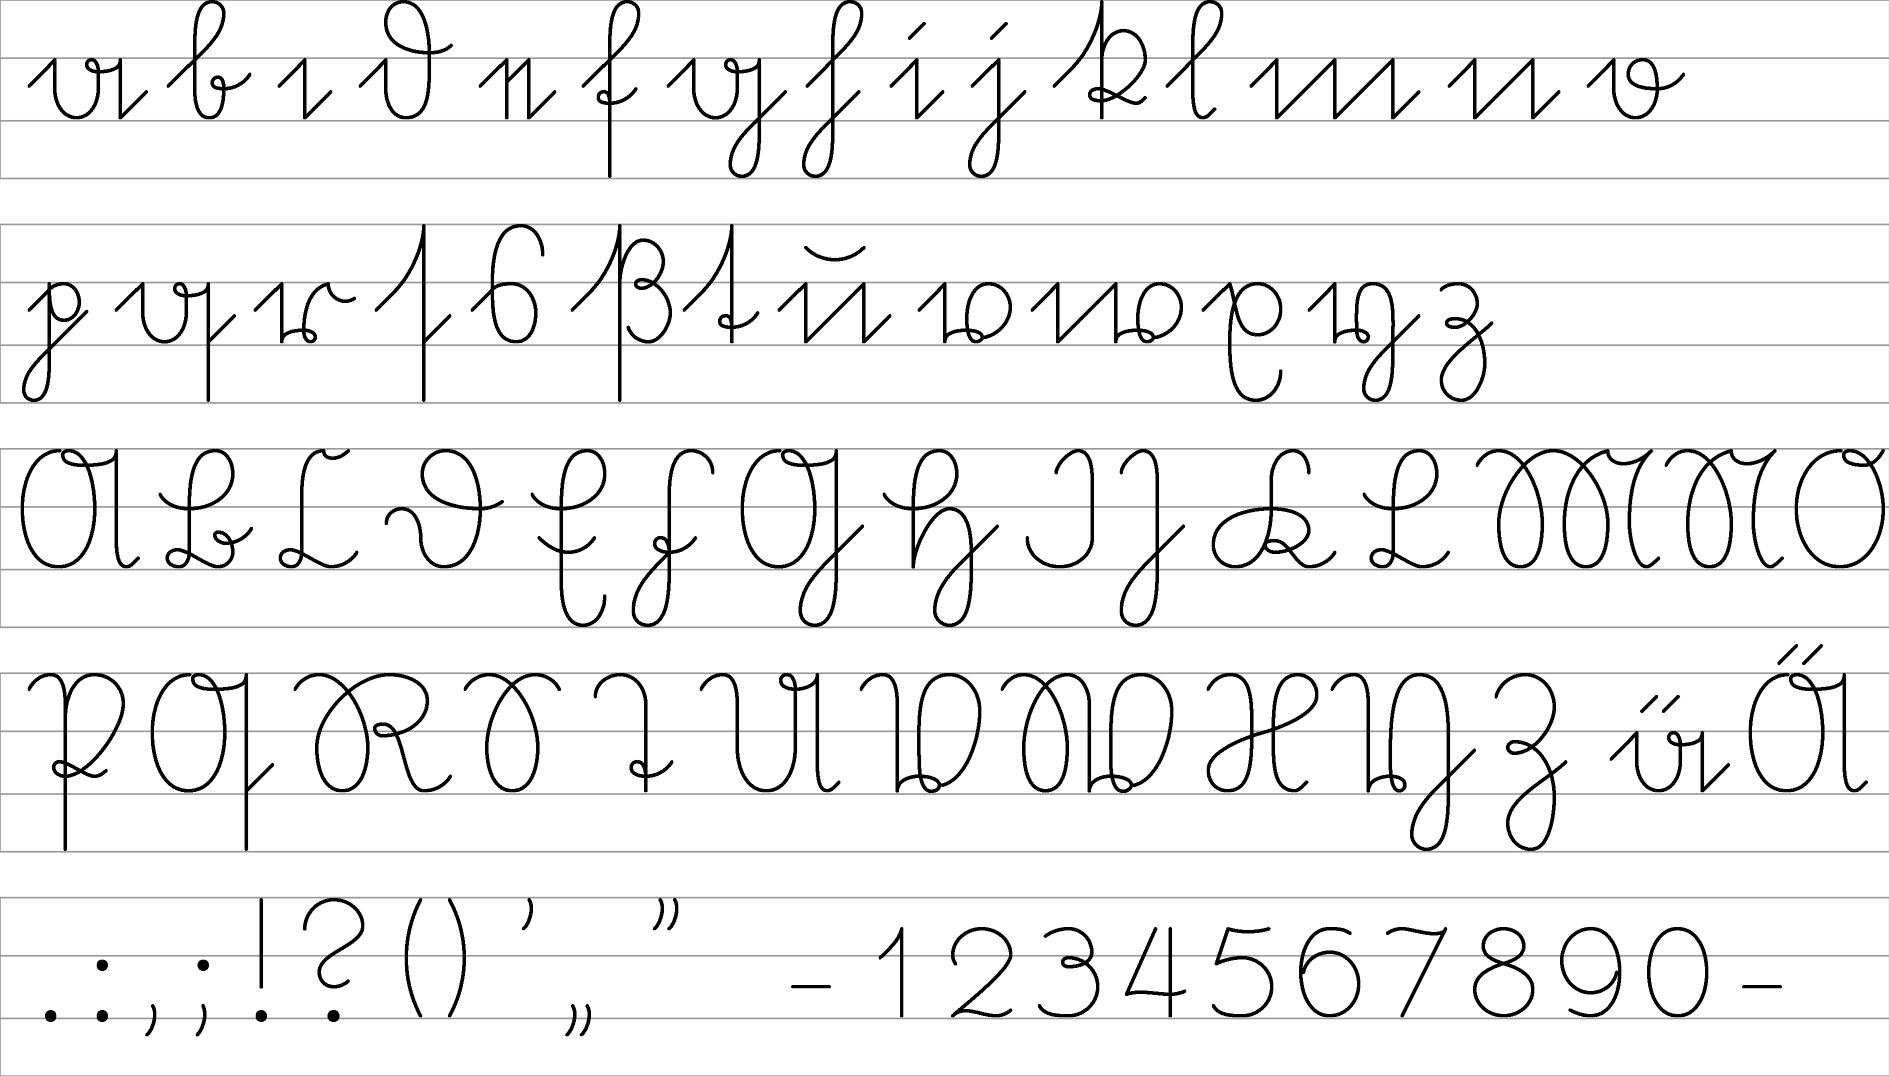 a b c d e f g h i j k l m n o
p q r ſ s ß t u v w x y z
A B C D E F G H I J K L M N O
P Q R S T U V W X Y Z ä Ä
. : , ; ! ? ( ) ’ „ ” - 1 2 3 4 5 6 7 8 9 0 -